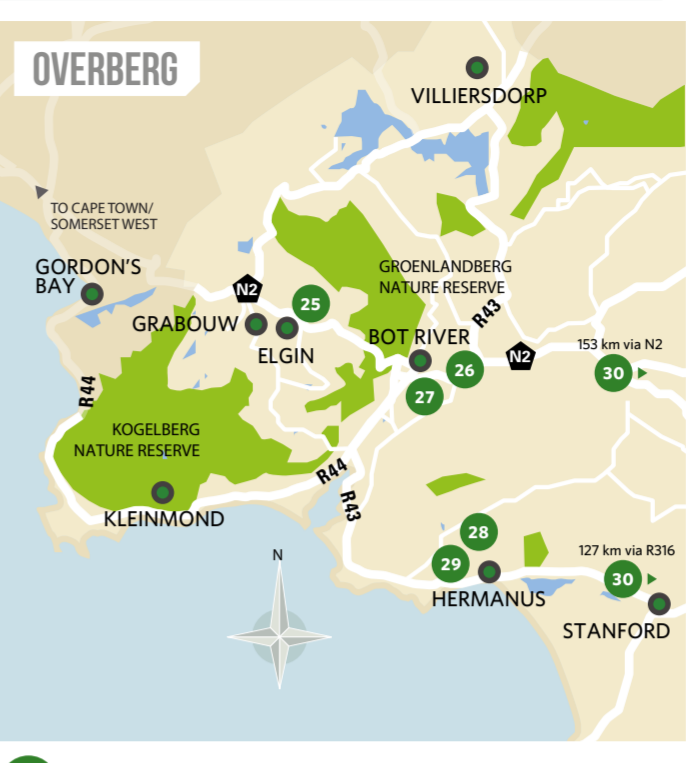 OVERBERG
VILLIERSDORP
TO CAPE TOWN/
SOMERSET WEST
GORDON'S
BAY
GROENLANDBERG
NATURE RESERVE
N2
25
R43
GRABOUW
ELGIN
BOT RIVER
N2
153 km via N2
26
30
27
R44
KOGELBERG
NATURE RESERVE
R44
R43
KLEINMOND
28
N
29
127 km via R316
30
HERMANUS
STANFORD